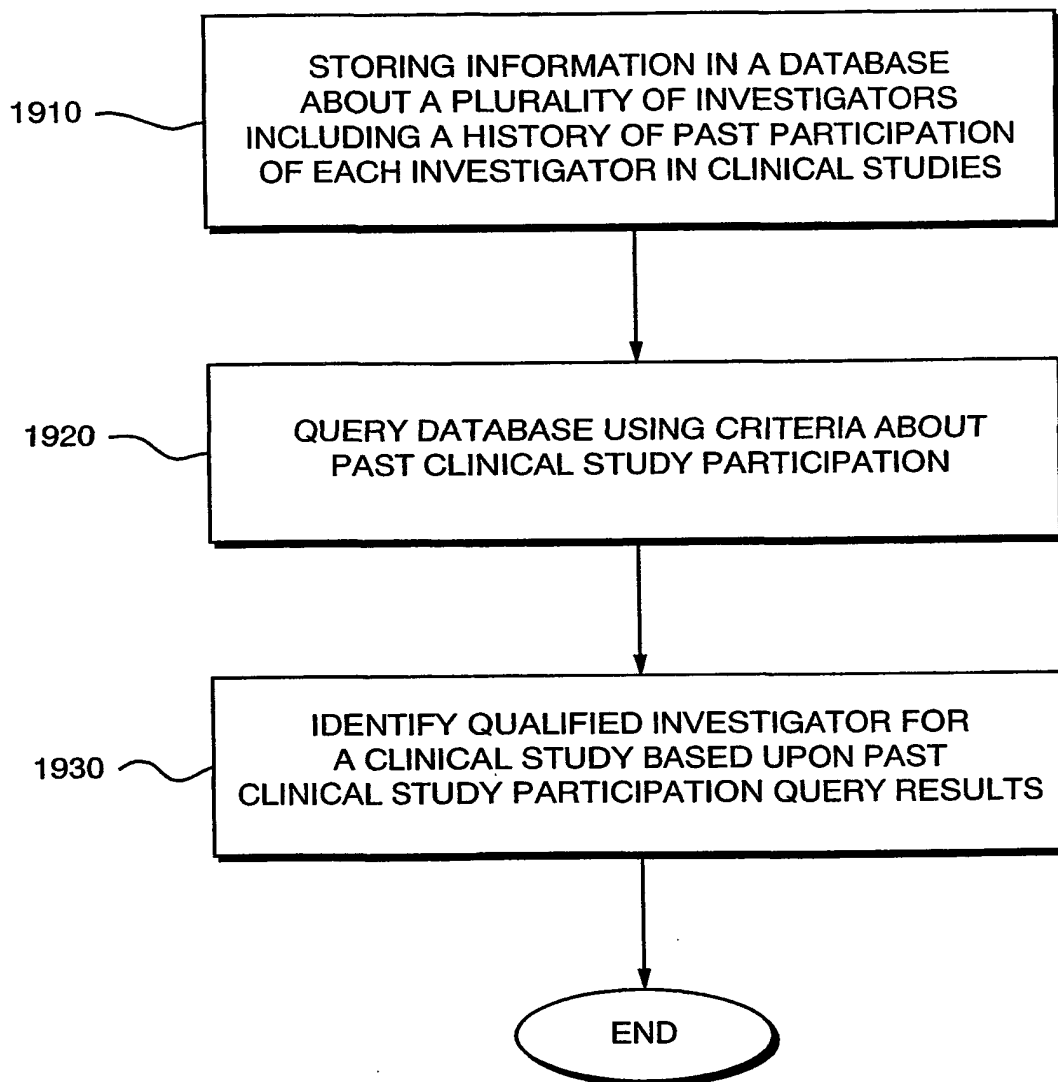 1910
STORING INFORMATION IN A DATABASE
ABOUT A PLURALITY OF INVESTIGATORS
INCLUDING A HISTORY OF PAST PARTICIPATION
OF EACH INVESTIGATOR IN CLINICAL STUDIES
1920
QUERY DATABASE USING CRITERIA ABOUT
PAST CLINICAL STUDY PARTICIPATION
1930
IDENTIFY QUALIFIED INVESTIGATOR FOR
A CLINICAL STUDY BASED UPON PAST
CLINICAL STUDY PARTICIPATION QUERY RESULTS
END